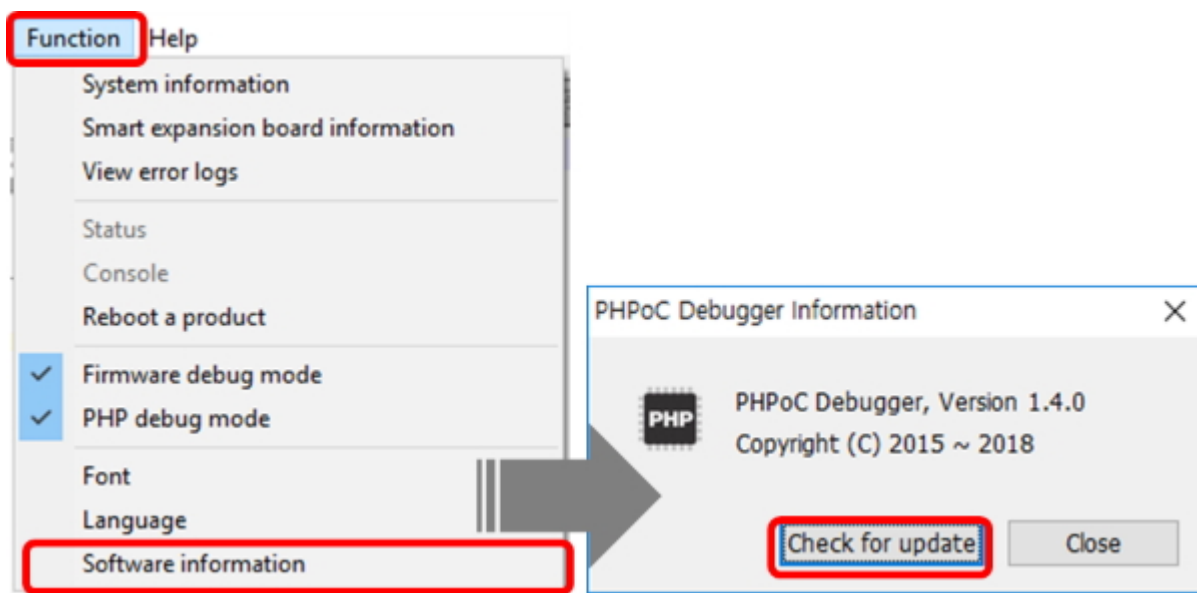 Function Help
System information
Smart expansion board information
View error logs
Status
Console
Reboot a product
Firmware debug mode
PHP debug mode
Font
Language
Software information
PHPoC Debugger Information
PHP
PHPoC Debugger, Version 1.4.0
Copyright (C) 2015 ~ 2018
Check for update Close